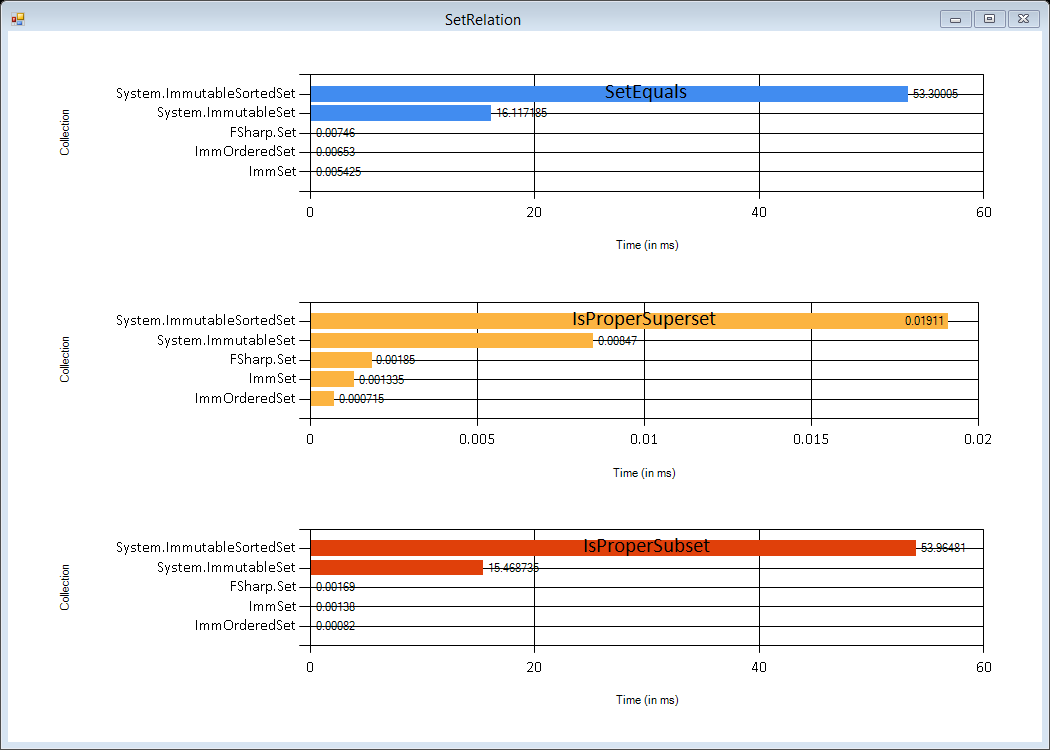 SetRelation
SetEquals
Collection
System.ImmutableSortedSet 53.30005
System.ImmutableSet 16.117185
FSharp.Set 0.00746
ImmOrderedSet 0.00653
ImmSet 0.005425
0 20 40 60
Time (in ms)
IsProperSuperset
Collection
System.ImmutableSortedSet 0.01911
System.ImmutableSet 0.00847
FSharp.Set 0.00185
ImmSet 0.001335
ImmOrderedSet 0.000715
0 0.005 0.01 0.015 0.02
Time (in ms)
IsProperSubset
Collection
System.ImmutableSortedSet 53.96481
System.ImmutableSet 15.468735
FSharp.Set 0.00169
ImmSet 0.00138
ImmOrderedSet 0.00082
0 20 40 60
Time (in ms)